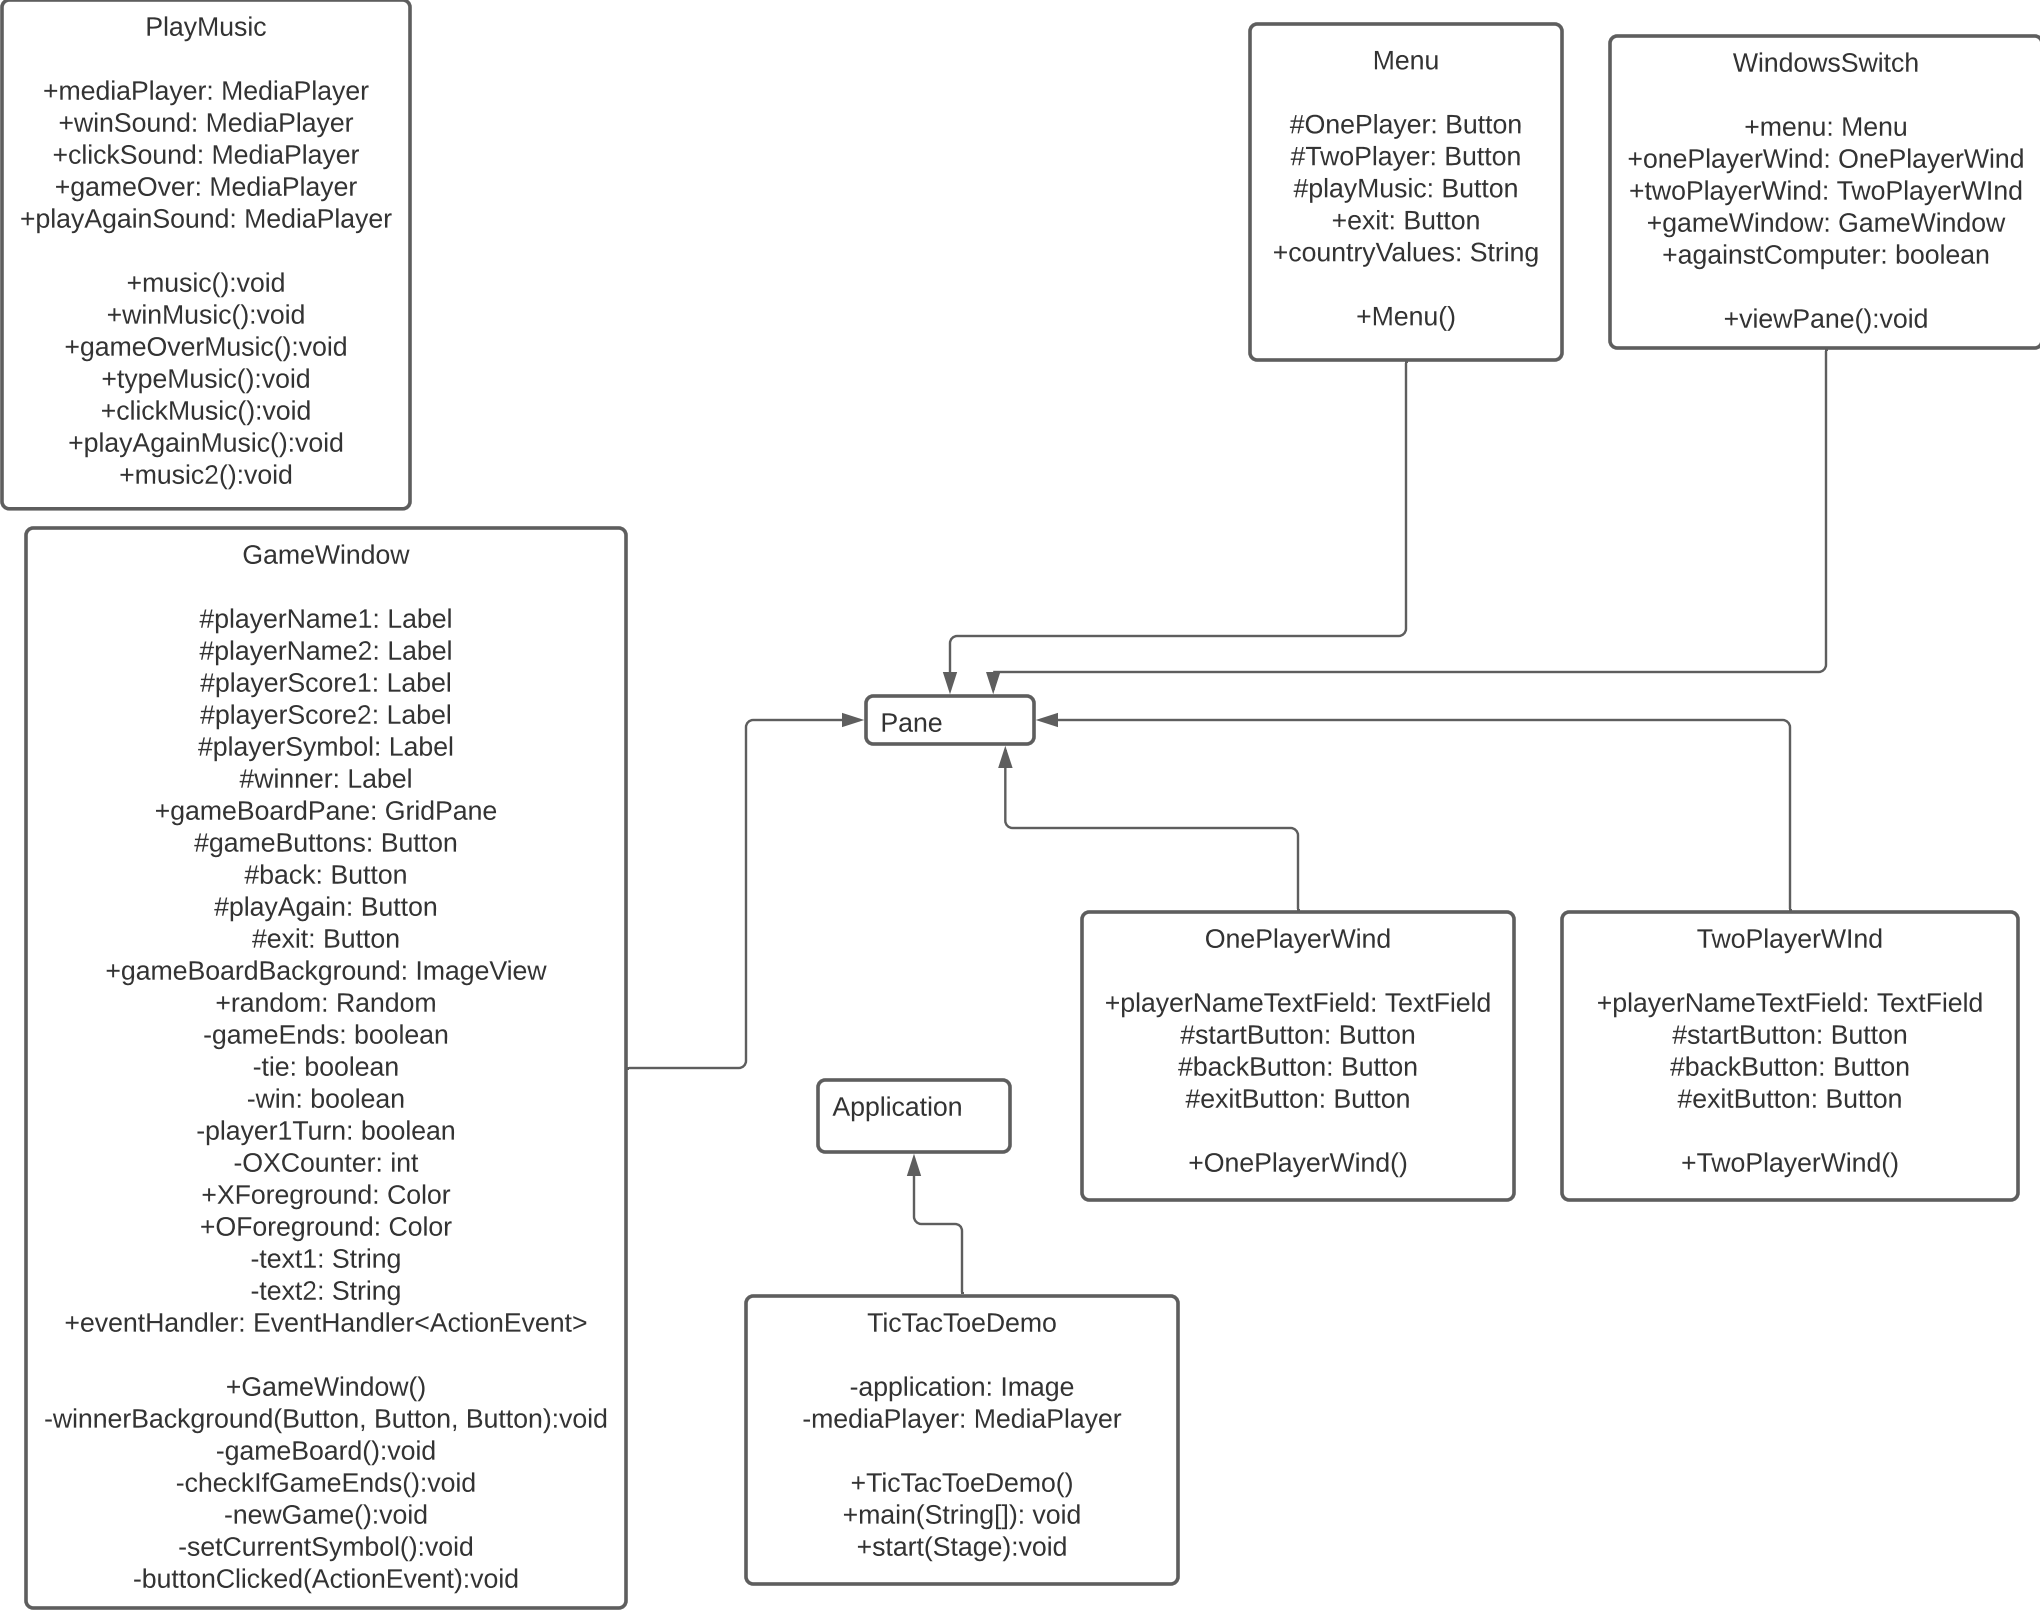 PlayMusic
+mediaPlayer: MediaPlayer
+winSound: MediaPlayer
+clickSound: MediaPlayer
+gameOver: MediaPlayer
+playAgainSound: MediaPlayer
+music():void
+winMusic():void
+gameOverMusic():void
+typeMusic():void
+clickMusic():void
+playAgainMusic():void
+music2():void
Menu
#OnePlayer: Button
#TwoPlayer: Button
#playMusic: Button
+exit: Button
+countryValues: String
+Menu()
WindowsSwitch
+menu: Menu
+onePlayerWind: OnePlayerWind
+twoPlayerWind: TwoPlayerWInd
+gameWindow: GameWindow
+againstComputer: boolean
+viewPane():void
GameWindow
#playerName1: Label
#playerName2: Label
#playerScore1: Label
#playerScore2: Label
#playerSymbol: Label
#winner: Label
+gameBoardPane: GridPane
#gameButtons: Button
#back: Button
#playAgain: Button
#exit: Button
+gameBoardBackground: ImageView
+random: Random
-gameEnds: boolean
-tie: boolean
-win: boolean
-player1Turn: boolean
-OXCounter: int
+XForeground: Color
+OForeground: Color
-text1: String
-text2: String
+eventHandler: EventHandler<ActionEvent>
+GameWindow()
-winnerBackground(Button, Button, Button):void
-gameBoard():void
-checkIfGameEnds():void
-newGame():void
-setCurrentSymbol():void
-buttonClicked(ActionEvent):void
Pane
OnePlayerWind
+playerNameTextField: TextField
#startButton: Button
#backButton: Button
#exitButton: Button
+OnePlayerWind()
TwoPlayerWInd
+playerNameTextField: TextField
#startButton: Button
#backButton: Button
#exitButton: Button
+TwoPlayerWind()
Application
TicTacToeDemo
-application: Image
-mediaPlayer: MediaPlayer
+TicTacToeDemo()
+main(String[]): void
+start(Stage):void